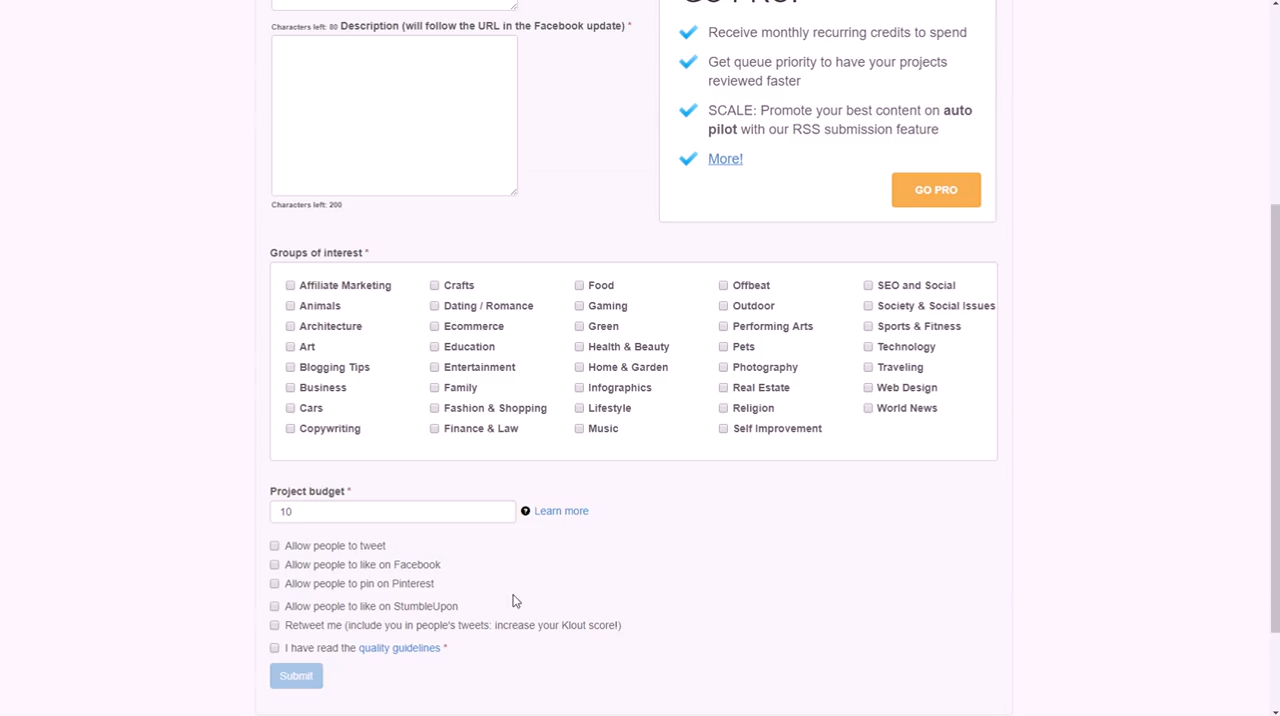 GO PRO!
Characters left: 80 Description (will follow the URL in the Facebook update) *
Receive monthly recurring credits to spend
Get queue priority to have your projects
reviewed faster
SCALE: Promote your best content on auto
pilot with our RSS submission feature
More!
GO PRO
Characters left: 200
Groups of interest *
Affiliate Marketing Crafts Food Offbeat SEO and Social
Animals Dating / Romance Gaming Outdoor Society & Social Issues
Architecture Ecommerce Green Performing Arts Sports & Fitness
Art Education Health & Beauty Pets Technology
Blogging Tips Entertainment Home & Garden Photography Traveling
Business Family Infographics Real Estate Web Design
Cars Fashion & Shopping Lifestyle Religion World News
Copywriting Finance & Law Music Self Improvement
Project budget *
10 ? Learn more
Allow people to tweet
Allow people to like on Facebook
Allow people to pin on Pinterest
Allow people to like on StumbleUpon
Retweet me (include you in people's tweets: increase your Klout score!)
I have read the quality guidelines *
Submit